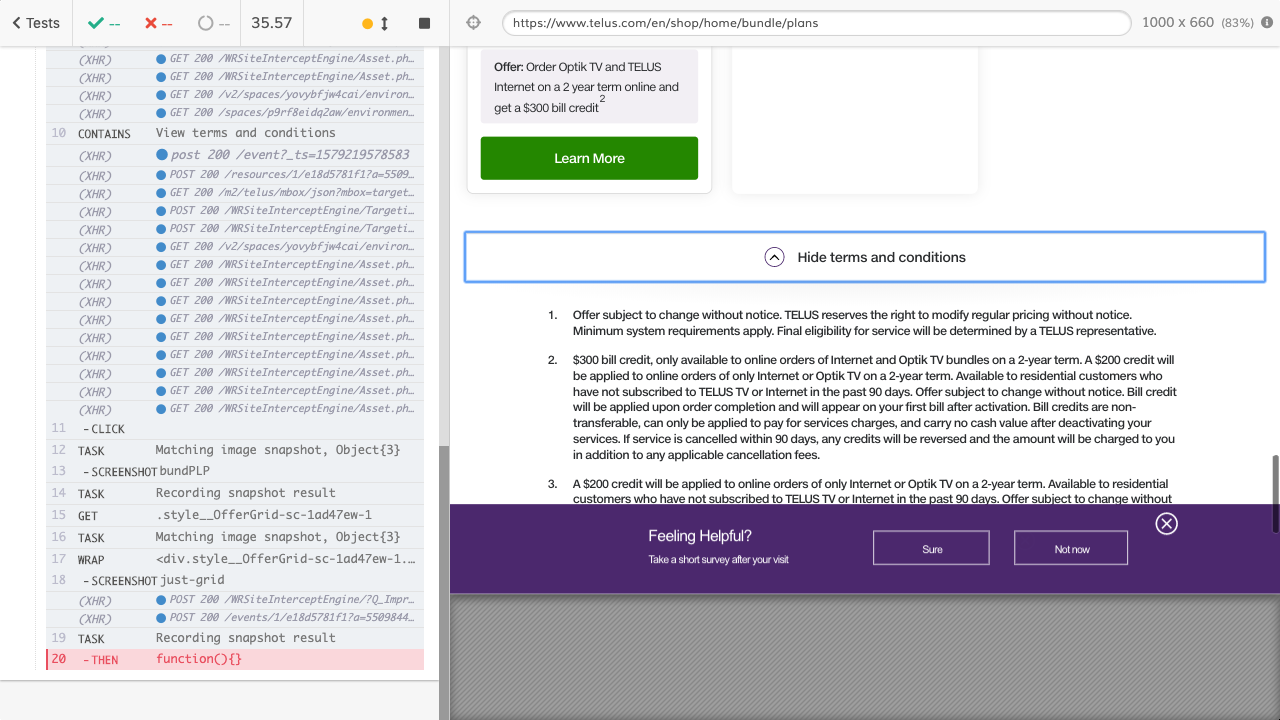 Tests
--
--
--
35.57
https://www.telus.com/en/shop/home/bundle/plans
1000 x 660 (83%)
(XHR) GET 200 /WRSiteInterceptEngine/Asset.ph...
(XHR) GET 200 /WRSiteInterceptEngine/Asset.ph...
(XHR) GET 200 /v2/spaces/yovybfjw4cai/environ...
(XHR) GET 200 /spaces/p9rf8eidq2aw/environmen...
10 CONTAINS View terms and conditions
(XHR) post 200 /event?_ts=1579219578583
(XHR) POST 200 /resources/1/e18d5781f1?a=5509...
(XHR) GET 200 /m2/telus/mbox/json?mbox=target...
(XHR) POST 200 /WRSiteInterceptEngine/Targeti...
(XHR) POST 200 /WRSiteInterceptEngine/Targeti...
(XHR) GET 200 /v2/spaces/yovybfjw4cai/environ...
(XHR) GET 200 /WRSiteInterceptEngine/Asset.ph...
(XHR) GET 200 /WRSiteInterceptEngine/Asset.ph...
(XHR) GET 200 /WRSiteInterceptEngine/Asset.ph...
(XHR) GET 200 /WRSiteInterceptEngine/Asset.ph...
(XHR) GET 200 /WRSiteInterceptEngine/Asset.ph...
(XHR) GET 200 /WRSiteInterceptEngine/Asset.ph...
(XHR) GET 200 /WRSiteInterceptEngine/Asset.ph...
(XHR) GET 200 /WRSiteInterceptEngine/Asset.ph...
(XHR) GET 200 /WRSiteInterceptEngine/Asset.ph...
11 -CLICK
12 TASK Matching image snapshot, Object{3}
13 -SCREENSHOT bundPLP
14 TASK Recording snapshot result
15 GET .style__OfferGrid-sc-1ad47ew-1
16 TASK Matching image snapshot, Object{3}
17 WRAP <div.style__OfferGrid-sc-1ad47ew-1...
18 -SCREENSHOT just-grid
(XHR) POST 200 /WRSiteInterceptEngine/?Q_Impr...
(XHR) POST 200 /events/1/e18d5781f1?a=5509844...
19 TASK Recording snapshot result
20 -THEN function(){}
Offer: Order Optik TV and TELUS
Internet on a 2 year term online and
get a $300 bill credit2
Learn More
Hide terms and conditions
1. Offer subject to change without notice. TELUS reserves the right to modify regular pricing without notice.
Minimum system requirements apply. Final eligibility for service will be determined by a TELUS representative.
2. $300 bill credit, only available to online orders of Internet and Optik TV bundles on a 2-year term. A $200 credit will
be applied to online orders of only Internet or Optik TV on a 2-year term. Available to residential customers who
have not subscribed to TELUS TV or Internet in the past 90 days. Offer subject to change without notice. Bill credit
will be applied upon order completion and will appear on your first bill after activation. Bill credits are non-
transferable, can only be applied to pay for services charges, and carry no cash value after deactivating your
services. If service is cancelled within 90 days, any credits will be reversed and the amount will be charged to you
in addition to any applicable cancellation fees.
3. A $200 credit will be applied to online orders of only Internet or Optik TV on a 2-year term. Available to residential
customers who have not subscribed to TELUS TV or Internet in the past 90 days. Offer subject to change without
Feeling Helpful?
Take a short survey after your visit
Sure
Not now